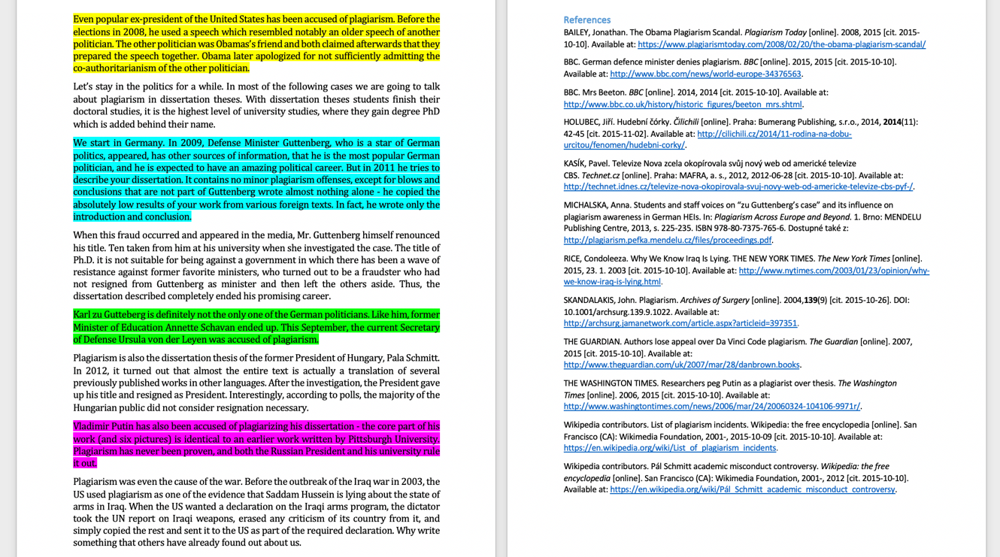 Even popular ex-president of the United States has been accused of plagiarism. Before the
elections in 2008, he used a speech which resembled notably an older speech of another
politician. The other politician was Obamas's friend and both claimed afterwards that they
prepared the speech together. Obama later apologized for not sufficiently admitting the
co-authoritarianism of the other politician.
Let's stay in the politics for a while. In most of the following cases we are going to talk
about plagiarism in dissertation theses. With dissertation theses students finish their
doctoral studies, it is the highest level of university studies, where they gain degree PhD
which is added behind their name.
We start in Germany. In 2009, Defense Minister Guttenberg, who is a star of German
politics, appeared, has other sources of information, that he is the most popular German
politician, and he is expected to have an amazing political career. But in 2011 he tries to
describe your dissertation. It contains no minor plagiarism offenses, except for blows and
conclusions that are not part of Guttenberg wrote almost nothing alone - he copied the
absolutely low results of your work from various foreign texts. In fact, he wrote only the
introduction and conclusion.
When this fraud occurred and appeared in the media, Mr. Guttenberg himself renounced
his title. Ten taken from him at his university when she investigated the case. The title of
Ph.D. it is not suitable for being against a government in which there has been a wave of
resistance against former favorite ministers, who turned out to be a fraudster who had
not resigned from Guttenberg as minister and then left the others aside. Thus, the
dissertation described completely ended his promising career.
Karl zu Gutteberg is definitely not the only one of the German politicians. Like him, former
Minister of Education Annette Schavan ended up. This September, the current Secretary
of Defense Ursula von der Leyen was accused of plagiarism.
Plagiarism is also the dissertation thesis of the former President of Hungary, Pala Schmitt.
In 2012, it turned out that almost the entire text is actually a translation of several
previously published works in other languages. After the investigation, the President gave
up his title and resigned as President. Interestingly, according to polls, the majority of the
Hungarian public did not consider resignation necessary.
Vladimir Putin has also been accused of plagiarizing his dissertation - the core part of his
work (and six pictures) is identical to an earlier work written by Pittsburgh University.
Plagiarism has never been proven, and both the Russian President and his university rule
it out.
Plagiarism was even the cause of the war. Before the outbreak of the Iraq war in 2003, the
US used plagiarism as one of the evidence that Saddam Hussein is lying about the state of
arms in Iraq. When the US wanted a declaration on the Iraqi arms program, the dictator
took the UN report on Iraqi weapons, erased any criticism of its country from it, and
simply copied the rest and sent it to the US as part of the required declaration. Why write
something that others have already found out about us.
References
BAILEY, Jonathan. The Obama Plagiarism Scandal. Plagiarism Today [online]. 2008, 2015 [cit. 2015-
10-10]. Available at: https://www.plagiarismtoday.com/2008/02/20/the-obama-plagiarism-scandal/
BBC. German defence minister denies plagiarism. BBC [online]. 2015, 2015 [cit. 2015-10-10].
Available at: http://www.bbc.com/news/world-europe-34376563.
BBC. Mrs Beeton. BBC [online]. 2014, 2014 [cit. 2015-10-10]. Available at:
http://www.bbc.co.uk/history/historic_figures/beeton_mrs.shtml.
HOLUBEC, Jiří. Hudební čórky. Čilichili [online]. Praha: Bumerang Publishing, s.r.o., 2014, 2014(11):
42-45 [cit. 2015-11-02]. Available at: http://cilichili.cz/2014/11-rodina-na-dobu-
urcitou/fenomen/hudebni-corky/.
KASÍK, Pavel. Televize Nova zcela okopírovala svůj nový web od americké televize
CBS. Technet.cz [online]. Praha: MAFRA, a. s., 2012, 2012-06-28 [cit. 2015-10-10]. Available at:
http://technet.idnes.cz/televize-nova-okopirovala-svuj-novy-web-od-americke-televize-cbs-pyf-/.
MICHALSKA, Anna. Students and staff voices on "zu Guttenberg's case" and its influence on
plagiarism awareness in German HEIs. In: Plagiarism Across Europe and Beyond. 1. Brno: MENDELU
Publishing Centre, 2013, s. 225-235. ISBN 978-80-7375-765-6. Dostupné také z:
http://plagiarism.pefka.mendelu.cz/files/proceedings.pdf.
RICE, Condoleeza. Why We Know Iraq Is Lying. THE NEW YORK TIMES. The New York Times [online].
2015, 23. 1. 2003 [cit. 2015-10-10]. Available at: http://www.nytimes.com/2003/01/23/opinion/why-
we-know-iraq-is-lying.html.
SKANDALAKIS, John. Plagiarism. Archives of Surgery [online]. 2004,139(9) [cit. 2015-10-26]. DOI:
10.1001/archsurg.139.9.1022. Available at:
http://archsurg.jamanetwork.com/article.aspx?articleid=397351.
THE GUARDIAN. Authors lose appeal over Da Vinci Code plagiarism. The Guardian [online]. 2007,
2015 [cit. 2015-10-10]. Available at:
http://www.theguardian.com/uk/2007/mar/28/danbrown.books.
THE WASHINGTON TIMES. Researchers peg Putin as a plagiarist over thesis. The Washington
Times [online]. 2006, 2015 [cit. 2015-10-10]. Available at:
http://www.washingtontimes.com/news/2006/mar/24/20060324-104106-9971r/.
Wikipedia contributors. List of plagiarism incidents. Wikipedia: the free encyclopedia [online]. San
Francisco (CA): Wikimedia Foundation, 2001-, 2015-10-09 [cit. 2015-10-10]. Available at:
https://en.wikipedia.org/wiki/List_of_plagiarism_incidents.
Wikipedia contributors. Pál Schmitt academic misconduct controversy. Wikipedia: the free
encyclopedia [online]. San Francisco (CA): Wikimedia Foundation, 2001-, 2012 [cit. 2015-10-10].
Available at: https://en.wikipedia.org/wiki/Pál_Schmitt_academic_misconduct_controversy.